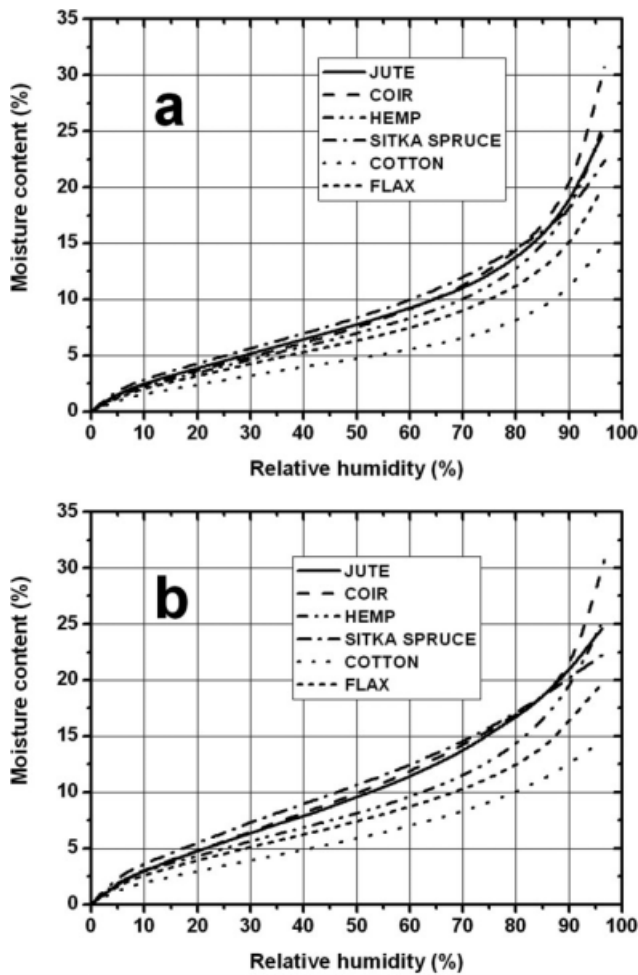 35
30
25
20
15
10
5
0
Moisture content (%)
a
JUTE
COIR
HEMP
SITKA SPRUCE
COTTON
FLAX
0 10 20 30 40 50 60 70 80 90 100
Relative humidity (%)
35
30
25
20
15
10
5
0
Moisture content (%)
b
JUTE
COIR
HEMP
SITKA SPRUCE
COTTON
FLAX
0 10 20 30 40 50 60 70 80 90 100
Relative humidity (%)